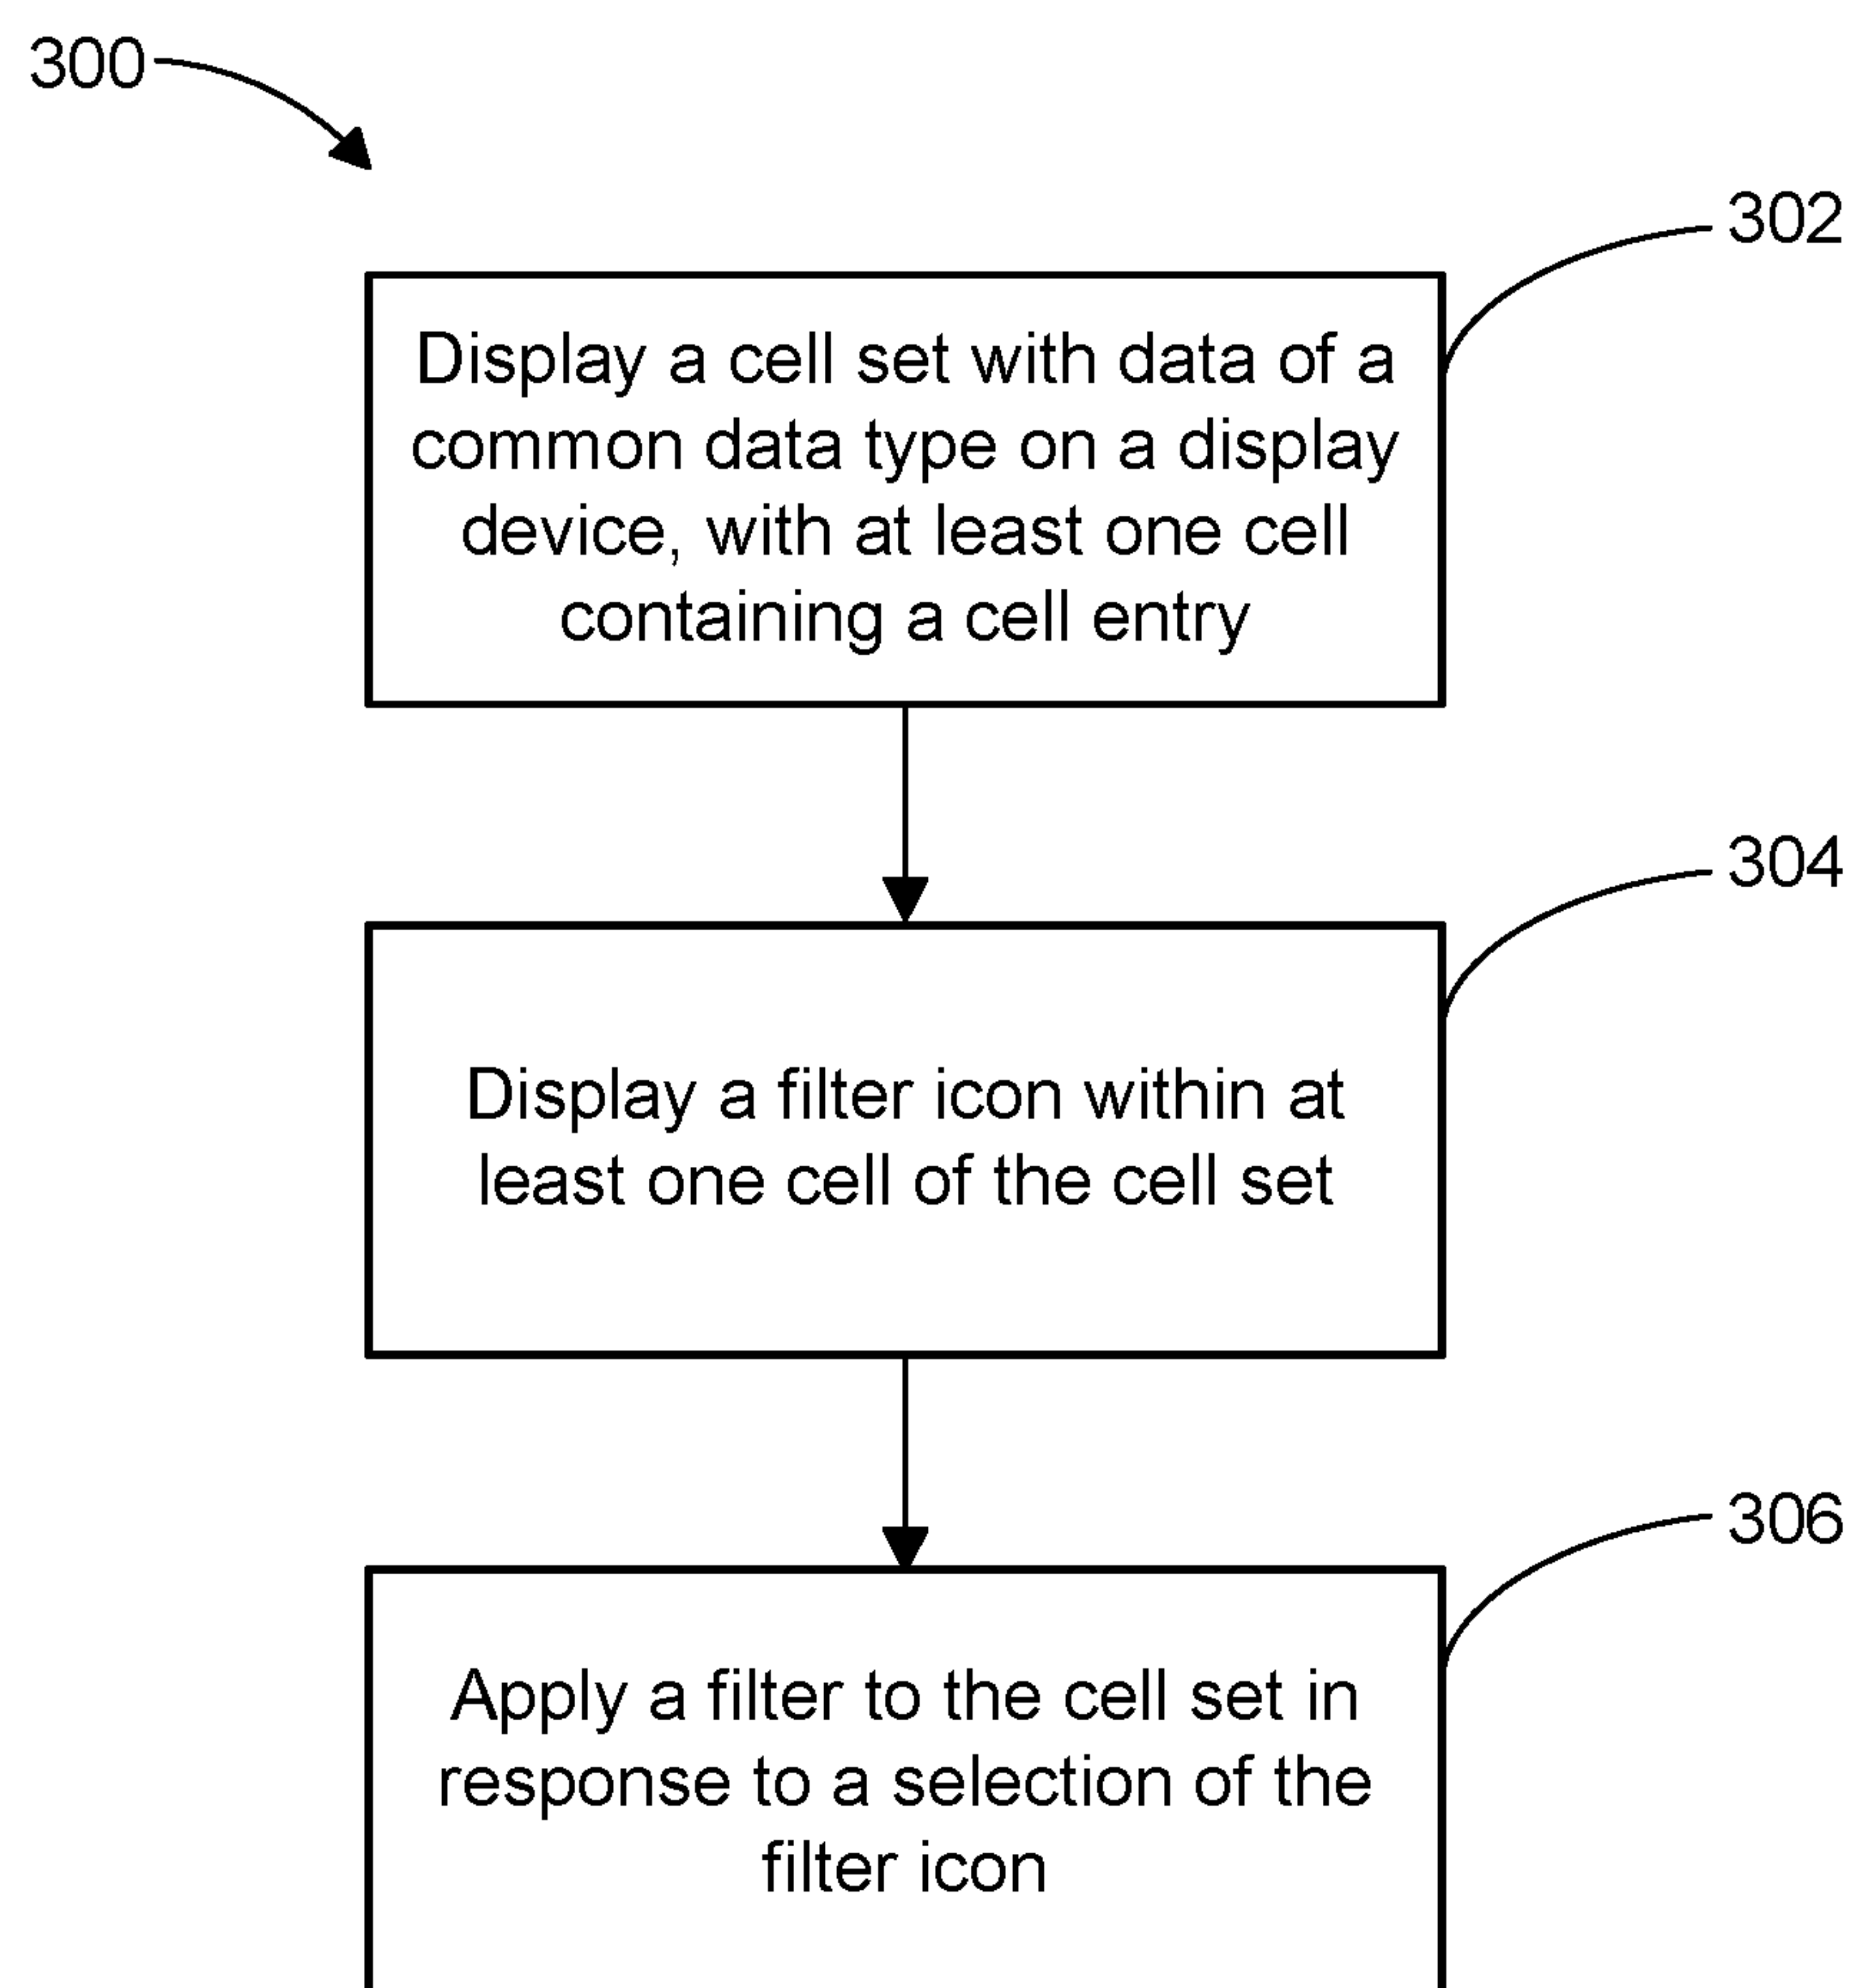 300
302
Display a cell set with data of a
common data type on a display
device, with at least one cell
containing a cell entry
304
Display a filter icon within at
least one cell of the cell set
306
Apply a filter to the cell set in
response to a selection of the
filter icon